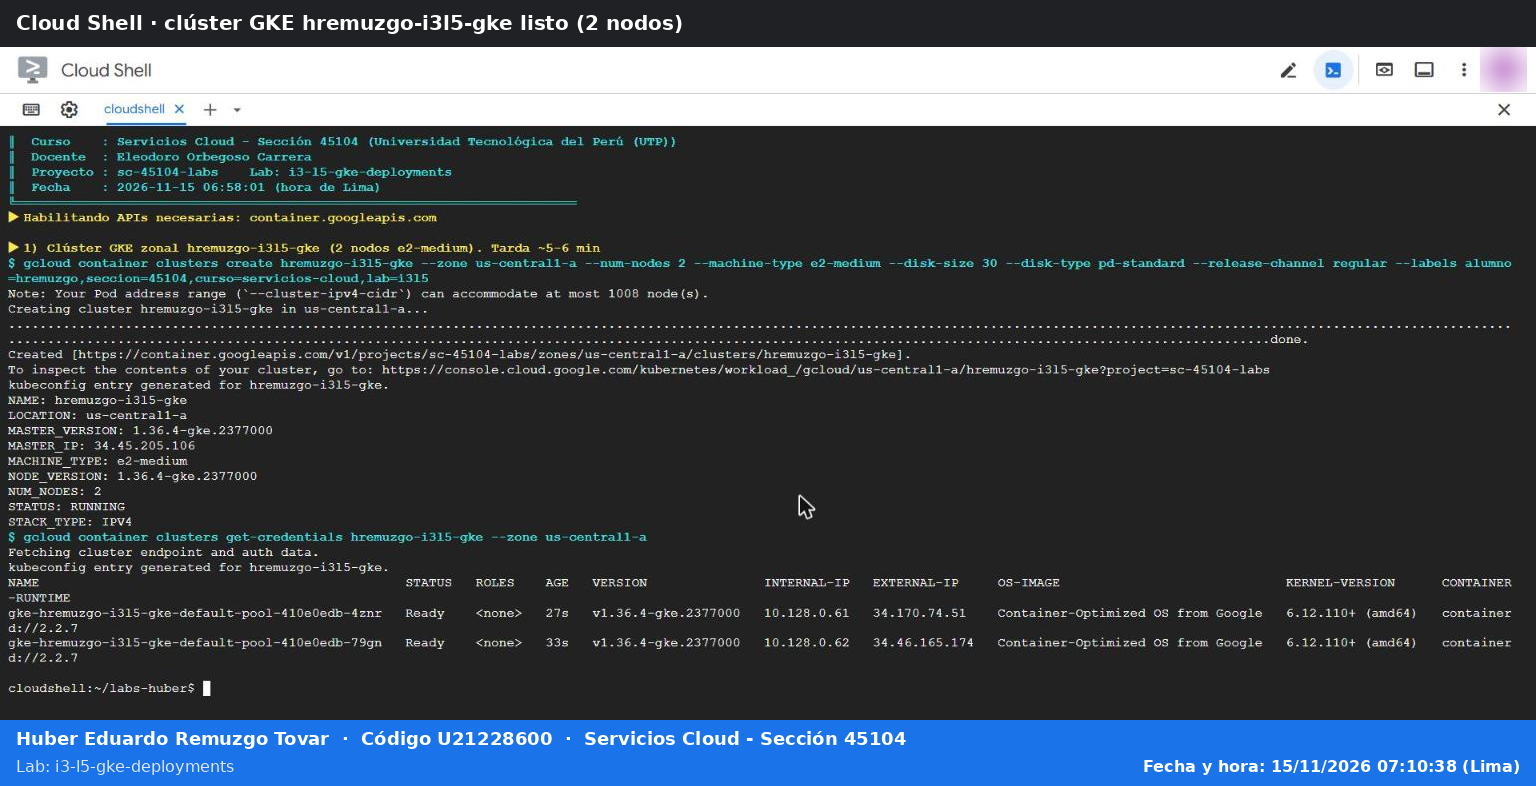 Cloud Shell · clúster GKE hremuzgo-i3l5-gke listo (2 nodos)
Cloud Shell
cloudshell
Curso    : Servicios Cloud - Sección 45104 (Universidad Tecnológica del Perú (UTP))
Docente  : Eleodoro Orbegoso Carrera
Proyecto : sc-45104-labs    Lab: i3-l5-gke-deployments
Fecha    : 2026-11-15 06:58:01 (hora de Lima)
Habilitando APIs necesarias: container.googleapis.com
1) Clúster GKE zonal hremuzgo-i3l5-gke (2 nodos e2-medium). Tarda ~5-6 min
$ gcloud container clusters create hremuzgo-i3l5-gke --zone us-central1-a --num-nodes 2 --machine-type e2-medium --disk-size 30 --disk-type pd-standard --release-channel regular --labels alumno
=hremuzgo,seccion=45104,curso=servicios-cloud,lab=i3l5
Note: Your Pod address range (`--cluster-ipv4-cidr`) can accommodate at most 1008 node(s).
Creating cluster hremuzgo-i3l5-gke in us-central1-a...
done.
Created [https://container.googleapis.com/v1/projects/sc-45104-labs/zones/us-central1-a/clusters/hremuzgo-i3l5-gke].
To inspect the contents of your cluster, go to: https://console.cloud.google.com/kubernetes/workload_/gcloud/us-central1-a/hremuzgo-i3l5-gke?project=sc-45104-labs
kubeconfig entry generated for hremuzgo-i3l5-gke.
NAME: hremuzgo-i3l5-gke
LOCATION: us-central1-a
MASTER_VERSION: 1.36.4-gke.2377000
MASTER_IP: 34.45.205.106
MACHINE_TYPE: e2-medium
NODE_VERSION: 1.36.4-gke.2377000
NUM_NODES: 2
STATUS: RUNNING
STACK_TYPE: IPV4
$ gcloud container clusters get-credentials hremuzgo-i3l5-gke --zone us-central1-a
Fetching cluster endpoint and auth data.
kubeconfig entry generated for hremuzgo-i3l5-gke.
NAME    STATUS   ROLES    AGE   VERSION    INTERNAL-IP   EXTERNAL-IP    OS-IMAGE    KERNEL-VERSION    CONTAINER
-RUNTIME
gke-hremuzgo-i3l5-gke-default-pool-410e0edb-4znr   Ready    <none>   27s   v1.36.4-gke.2377000   10.128.0.61   34.170.74.51    Container-Optimized OS from Google   6.12.110+ (amd64)   container
d://2.2.7
gke-hremuzgo-i3l5-gke-default-pool-410e0edb-79gn   Ready    <none>   33s   v1.36.4-gke.2377000   10.128.0.62   34.46.165.174   Container-Optimized OS from Google   6.12.110+ (amd64)   container
d://2.2.7
cloudshell:~/labs-huber$
Huber Eduardo Remuzgo Tovar · Código U21228600 · Servicios Cloud - Sección 45104
Lab: i3-l5-gke-deployments
Fecha y hora: 15/11/2026 07:10:38 (Lima)